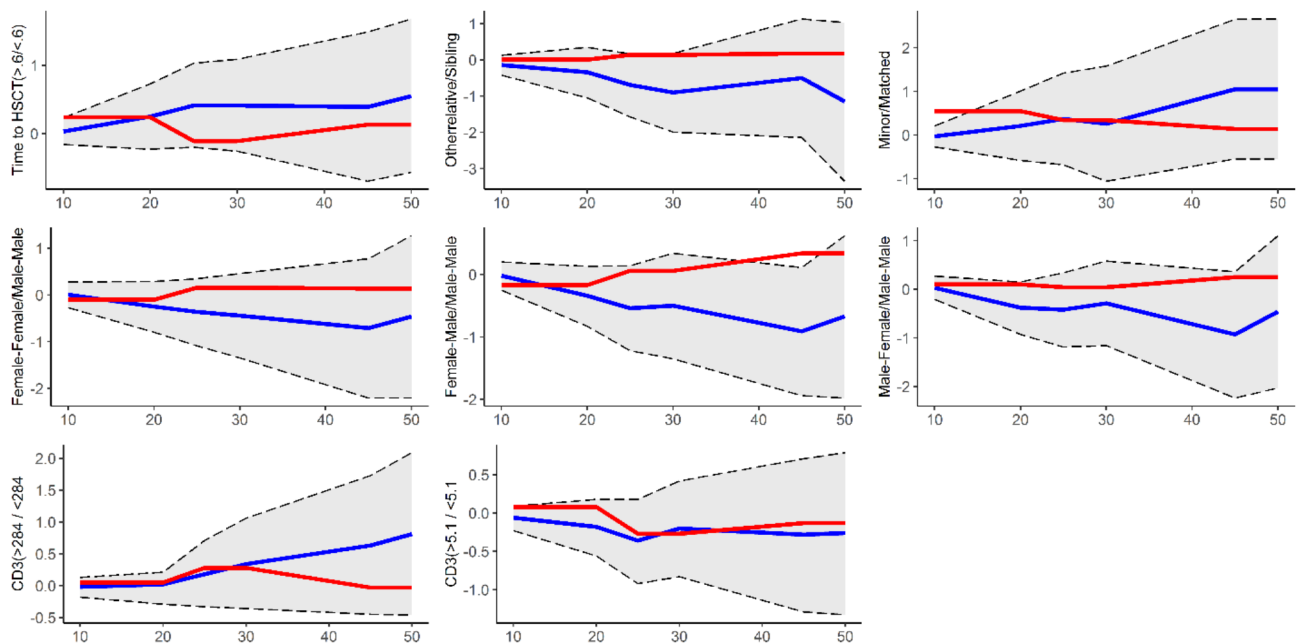 Time to HSCT(>.6/<.6)
1
0
10 20 30 40 50
Otherrelative/Sibling
1
0
-1
-2
-3
10 20 30 40 50
Minor/Matched
2
1
0
-1
10 20 30 40 50
Female-Female/Male-Male
1
0
-1
-2
10 20 30 40 50
Female-Male/Male-Male
0
-1
-2
10 20 30 40 50
Male-Female/Male-Male
1
0
-1
-2
10 20 30 40 50
CD3(>284 / <284
2.0
1.5
1.0
0.5
0.0
-0.5
10 20 30 40 50
CD3(>5.1 / <5.1
0.5
0.0
-0.5
-1.0
10 20 30 40 50